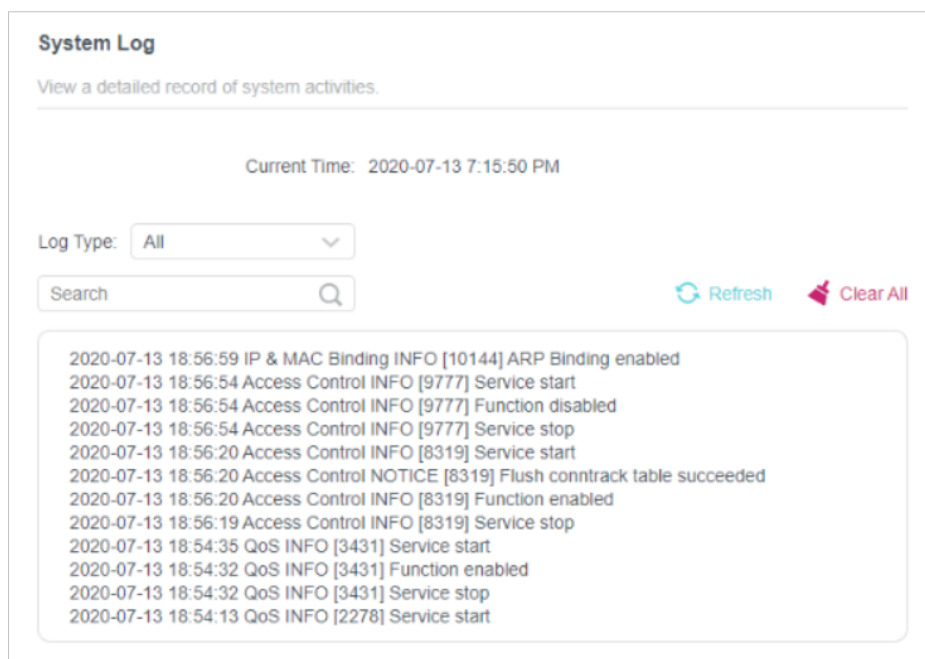 System Log
View a detailed record of system activities.
Current Time: 2020-07-13 7:15:50 PM
Log Type: All
Search Refresh Clear All
2020-07-13 18:56:59 IP & MAC Binding INFO [10144] ARP Binding enabled
2020-07-13 18:56:54 Access Control INFO [9777] Service start
2020-07-13 18:56:54 Access Control INFO [9777] Function disabled
2020-07-13 18:56:54 Access Control INFO [9777] Service stop
2020-07-13 18:56:20 Access Control INFO [8319] Service start
2020-07-13 18:56:20 Access Control NOTICE [8319] Flush conntrack table succeeded
2020-07-13 18:56:20 Access Control INFO [8319] Function enabled
2020-07-13 18:56:19 Access Control INFO [8319] Service stop
2020-07-13 18:54:35 QoS INFO [3431] Service start
2020-07-13 18:54:32 QoS INFO [3431] Function enabled
2020-07-13 18:54:32 QoS INFO [3431] Service stop
2020-07-13 18:54:13 QoS INFO [2278] Service start